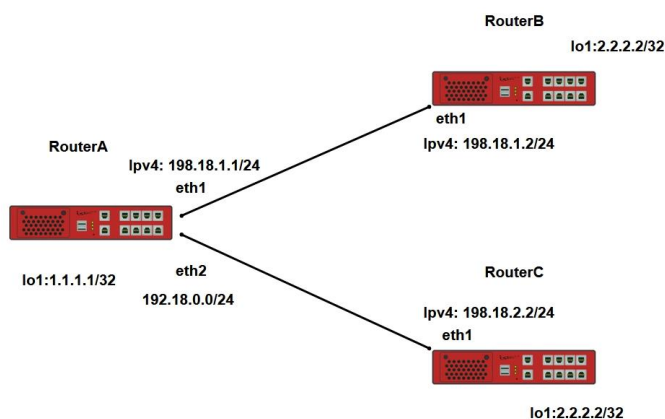 RouterB
lo1:2.2.2.2/32
eth1
Ipv4: 198.18.1.2/24
RouterA
Ipv4: 198.18.1.1/24
eth1
lo1:1.1.1.1/32
eth2
192.18.0.0/24
RouterC
Ipv4: 198.18.2.2/24
eth1
lo1:2.2.2.2/32